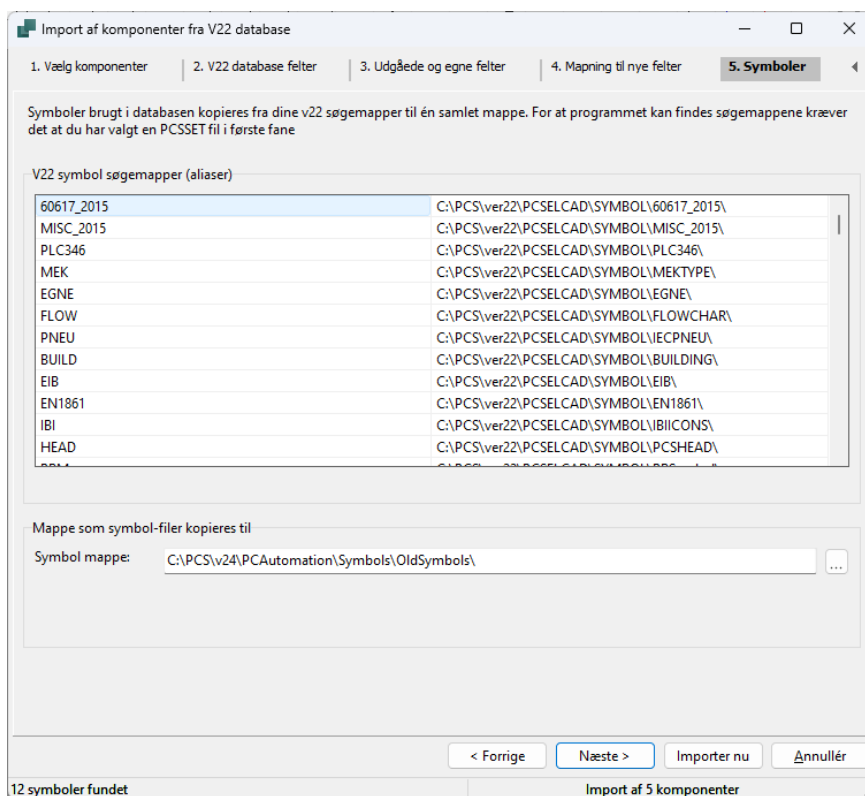 Import af komponenter fra V22 database
1. Vælg komponenter
2. V22 database felter
3. Udgåede og egne felter
4. Mapning til nye felter
5. Symboler
Symboler brugt i databasen kopieres fra dine v22 søgemapper til én samlet mappe. For at programmet kan findes søgemappene kræver
det at du har valgt en PCSSET fil i første fane
V22 symbol søgemapper (aliaser)
60617_2015 C:\PCS\ver22\PCSELCAD\SYMBOL\60617_2015\
MISC_2015 C:\PCS\ver22\PCSELCAD\SYMBOL\MISC_2015\
PLC346 C:\PCS\ver22\PCSELCAD\SYMBOL\PLC346\
MEK C:\PCS\ver22\PCSELCAD\SYMBOL\MEKTYPE\
EGNE C:\PCS\ver22\PCSELCAD\SYMBOL\EGNE\
FLOW C:\PCS\ver22\PCSELCAD\SYMBOL\FLOWCHAR\
PNEU C:\PCS\ver22\PCSELCAD\SYMBOL\IECPNEU\
BUILD C:\PCS\ver22\PCSELCAD\SYMBOL\BUILDING\
EIB C:\PCS\ver22\PCSELCAD\SYMBOL\EIB\
EN1861 C:\PCS\ver22\PCSELCAD\SYMBOL\EN1861\
IBI C:\PCS\ver22\PCSELCAD\SYMBOL\IBIICONS\
HEAD C:\PCS\ver22\PCSELCAD\SYMBOL\PCSHEAD\
Mappe som symbol-filer kopieres til
Symbol mappe: C:\PCS\v24\PCAutomation\Symbols\OldSymbols\
...
< Forrige
Næste >
Importer nu
Annullér
12 symboler fundet
Import af 5 komponenter